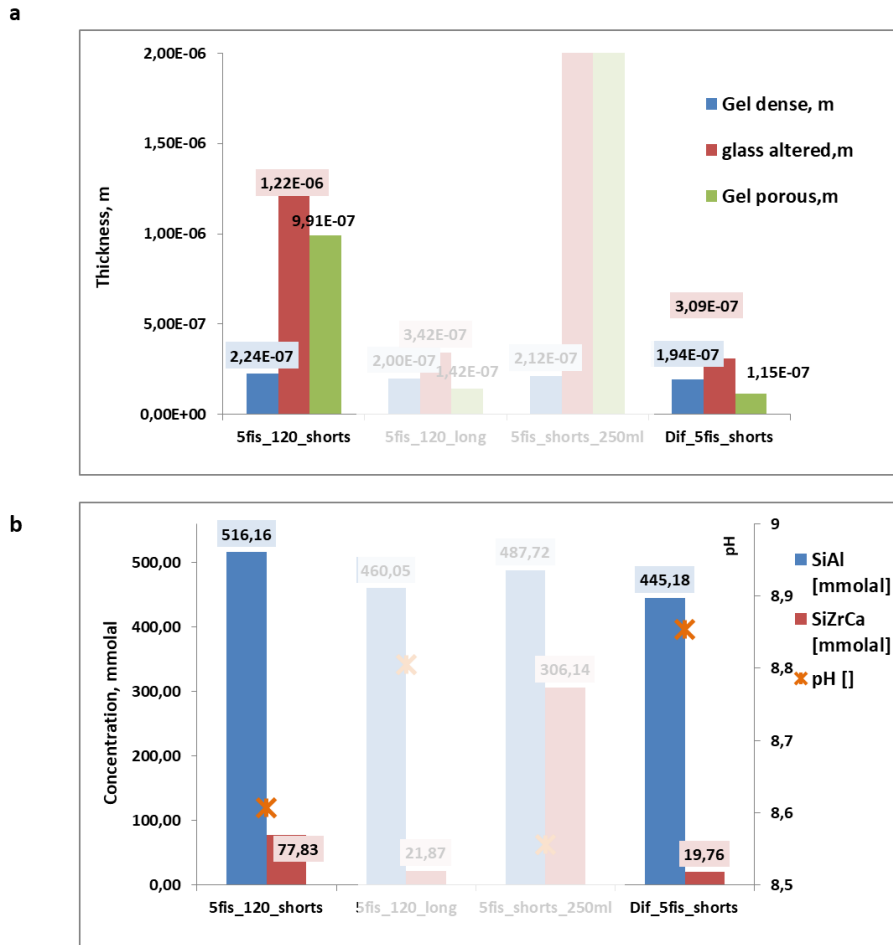 a
2,00E-06
1,50E-06
1,00E-06
5,00E-07
0,00E+00
Thickness, m
Gel dense, m
glass altered,m
Gel porous,m
1,22E-06
9,91E-07
2,24E-07
3,42E-07
2,00E-07
1,42E-07
2,12E-07
3,09E-07
1,94E-07
1,15E-07
5fis_120_shorts
5fis_120_long
5fis_shorts_250ml
Dif_5fis_shorts
b
500,00
400,00
300,00
200,00
100,00
0,00
Concentration, mmolal
516,16
460,05
487,72
445,18
77,83
21,87
306,14
19,76
9
8,9
8,8
8,7
8,6
8,5
pH
SiAl
[mmolal]
SiZrCa
[mmolal]
pH []
5fis_120_shorts
5fis_120_long
5fis_shorts_250ml
Dif_5fis_shorts